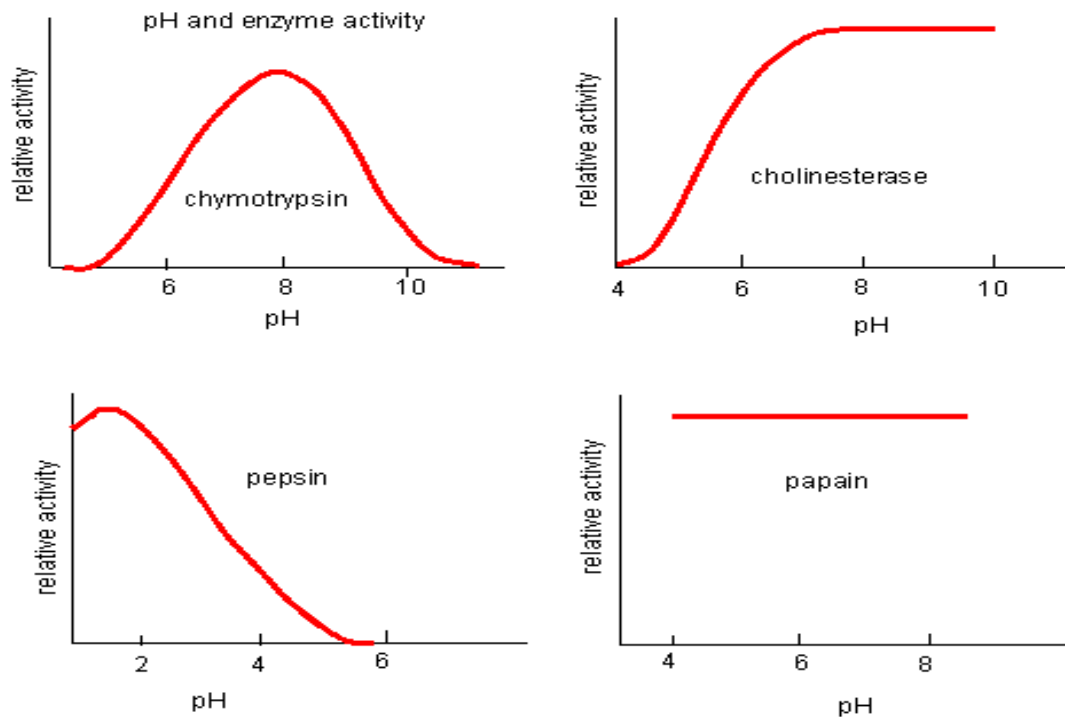 pH and enzyme activity
relative activity
chymotrypsin
6 8 10
pH
relative activity
cholinesterase
4 6 8 10
pH
relative activity
pepsin
2 4 6
pH
relative activity
papain
4 6 8
pH